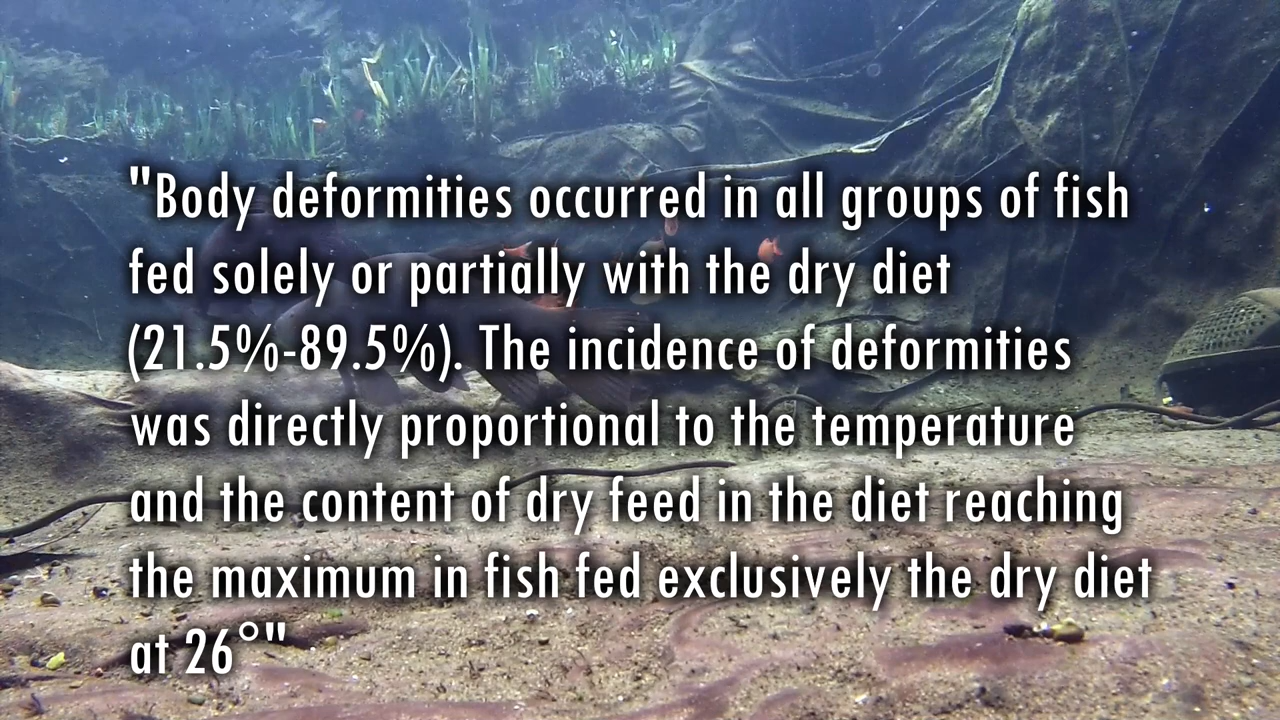 "Body deformities occurred in all groups of fish
fed solely or partially with the dry diet
(21.5%-89.5%). The incidence of deformities
was directly proportional to the temperature
and the content of dry feed in the diet reaching
the maximum in fish fed exclusively the dry diet
at 26°"